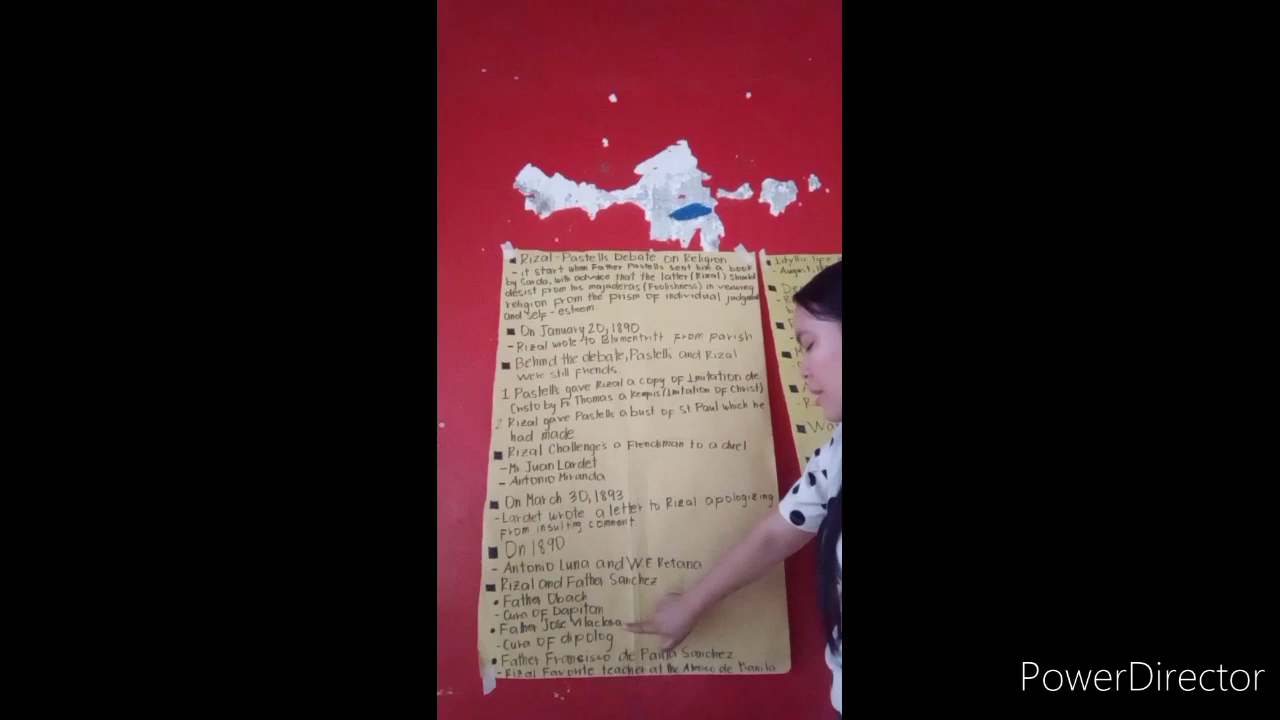 ■ Rizal-Pastells Debate on Religion
- it start when Father Pastells sent him a book
by Sarda, with advice that the latter (Rizal) should
desist from his majaderas (Foolishness) in viewing
religion from the prism of individual judgment
and self-esteem.
■ On January 20, 1890
- Rizal wrote to Blumentritt from parish
■ Behind the debate, Pastells and Rizal
were still friends.
1 Pastells gave Rizal a copy of Imitation de
Cristo by Fr Thomas a Kempis (Imitation of Christ)
2 Rizal gave Pastells a bust of St. Paul which he
had made.
■ Rizal Challenges a Frenchman to a duel
- Mr. Juan Lardet
- Antonio Miranda
■ On March 30, 1893
- Lardet wrote a letter to Rizal apologizing
from insulting comment
■ On 1890
- Antonio Luna and W.E Retana
■ Rizal and Father Sanchez
• Father Obach
- Cura OF Dapitan
• Father Jose Vilaclara
- Cura OF dipolog
• Father Francisco de Paula Sanchez
- Rizal Favorite teacher at the Ateneo de Manila
• Idyllic life
- August, 
PowerDirector